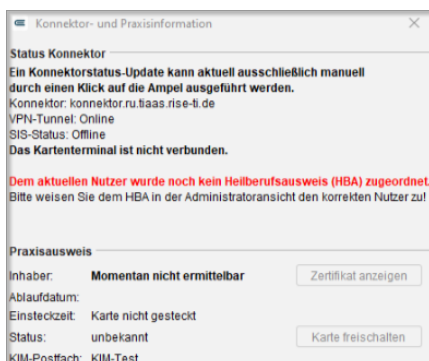 Konnektor- und Praxisinformation
Status Konnektor
Ein Konnektorstatus-Update kann aktuell ausschließlich manuell
durch einen Klick auf die Ampel ausgeführt werden.
Konnektor: konnektor.ru.tiaas.rise-ti.de
VPN-Tunnel: Online
SIS-Status: Offline
Das Kartenterminal ist nicht verbunden.
Dem aktuellen Nutzer wurde noch kein Heilberufsausweis (HBA) zugeordnet.
Bitte weisen Sie dem HBA in der Administratoransicht den korrekten Nutzer zu!
Praxisausweis
Inhaber: Momentan nicht ermittelbar Zertifikat anzeigen
Ablaufdatum:
Einsteckzeit: Karte nicht gesteckt
Status: unbekannt Karte freischalten
KIM-Postfach: KIM-Test